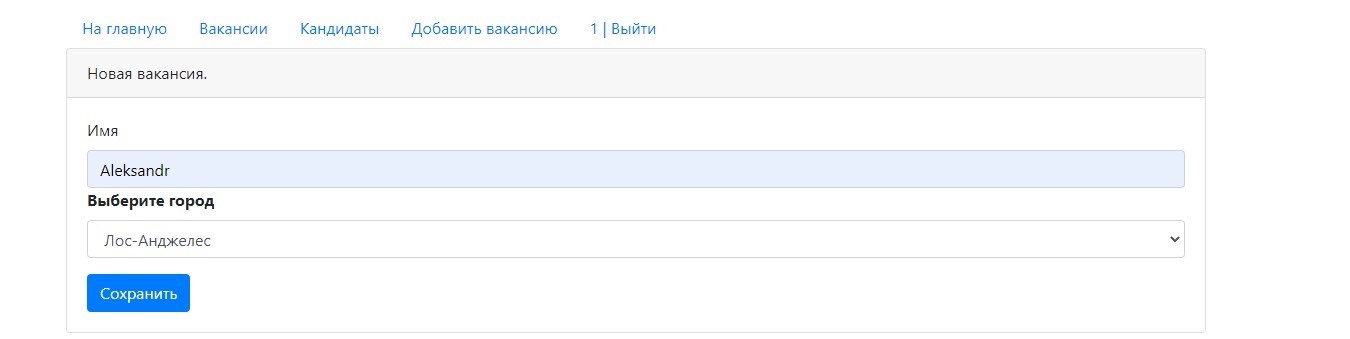 На главную Вакансии Кандидаты Добавить вакансию 1 | Выйти
Новая вакансия.
Имя
Aleksandr
Выберите город
Лос-Анджелес
Сохранить